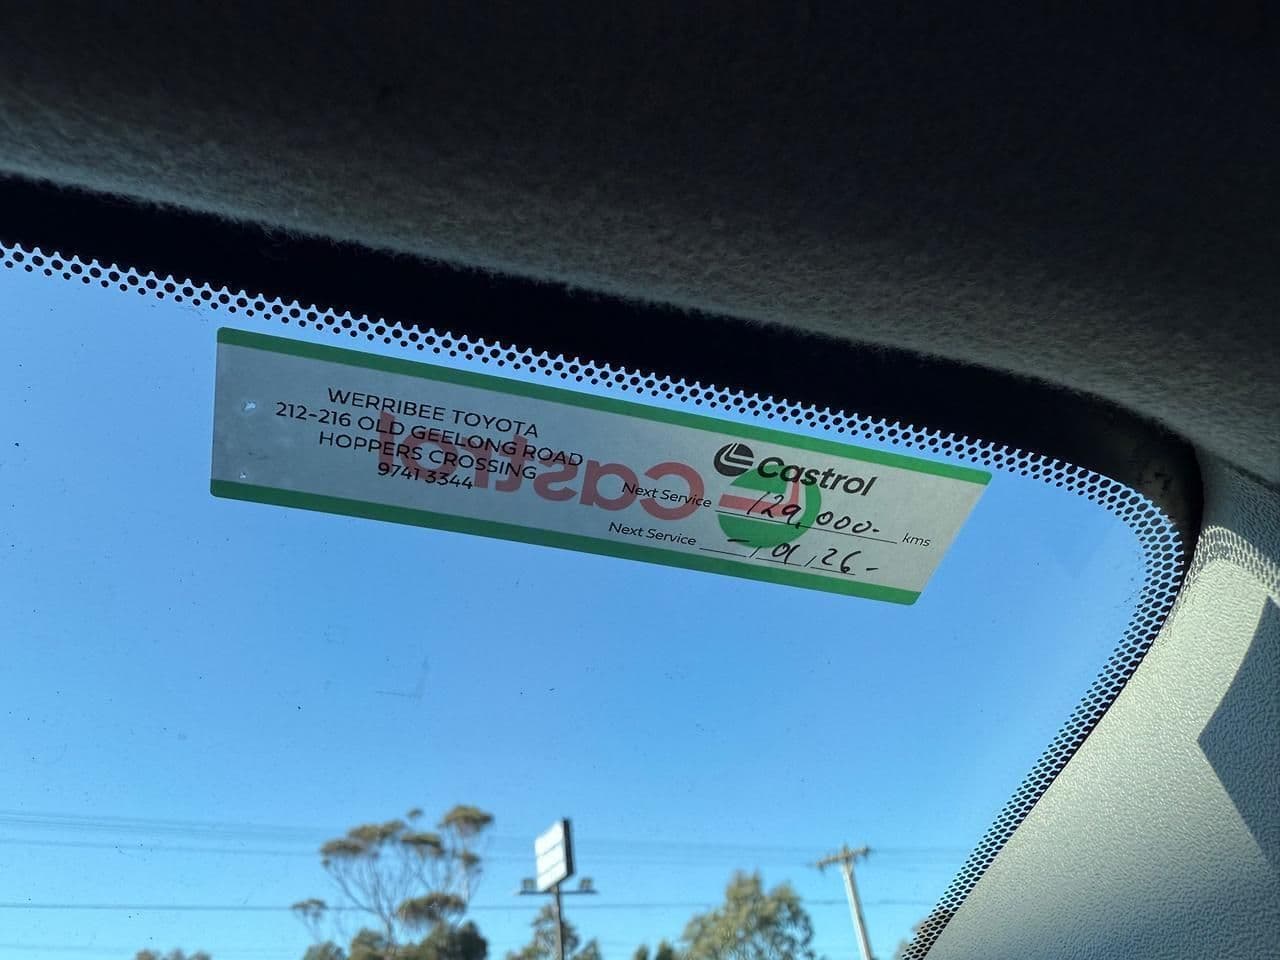 WERRIBEE TOYOTA
212-216 OLD GEELONG ROAD
HOPPERS CROSSING
9741 3344
Castrol
Castrol
Next Service 129,000- kms
Next Service -, 01, 26-